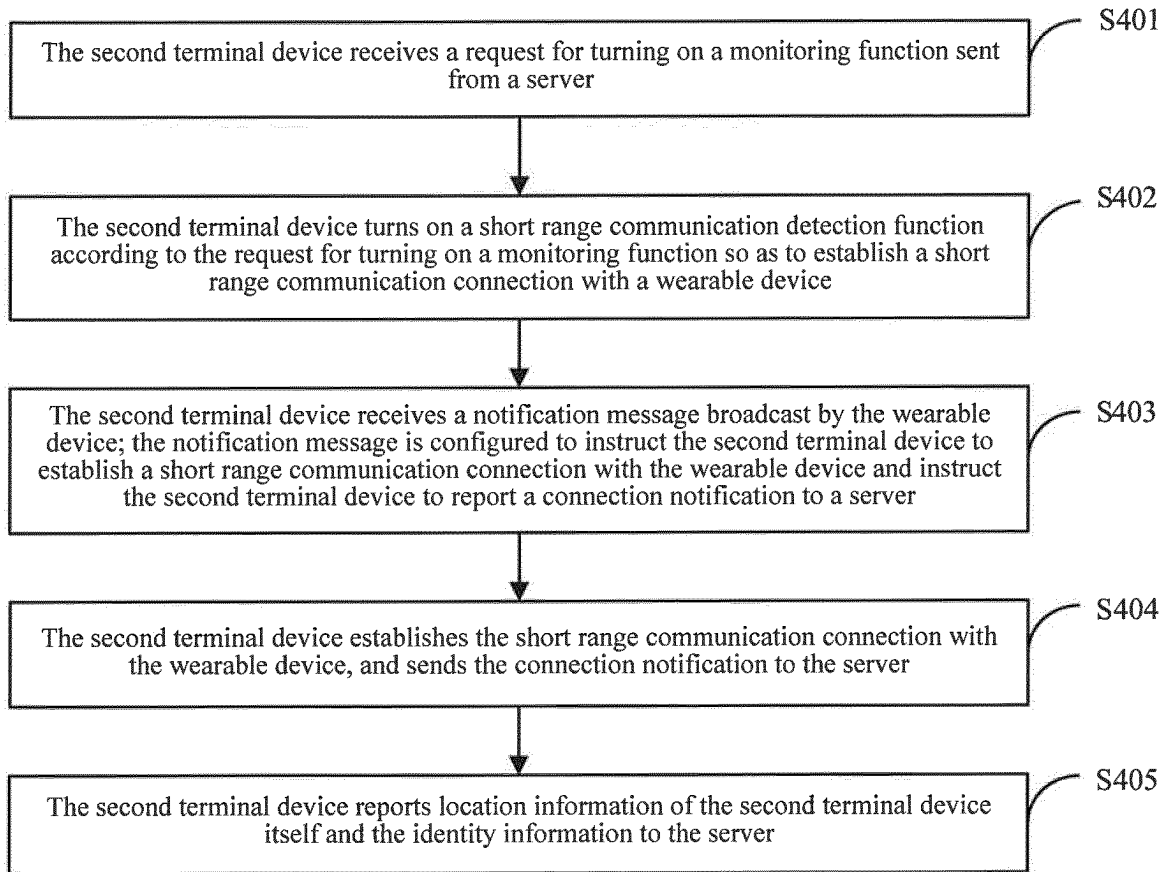 S401
The second terminal device receives a request for turning on a monitoring function sent
from a server
S402
The second terminal device turns on a short range communication detection function
according to the request for turning on a monitoring function so as to establish a short
range communication connection with a wearable device
S403
The second terminal device receives a notification message broadcast by the wearable
device; the notification message is configured to instruct the second terminal device to
establish a short range communication connection with the wearable device and instruct
the second terminal device to report a connection notification to a server
S404
The second terminal device establishes the short range communication connection with
the wearable device, and sends the connection notification to the server
S405
The second terminal device reports location information of the second terminal device
itself and the identity information to the server